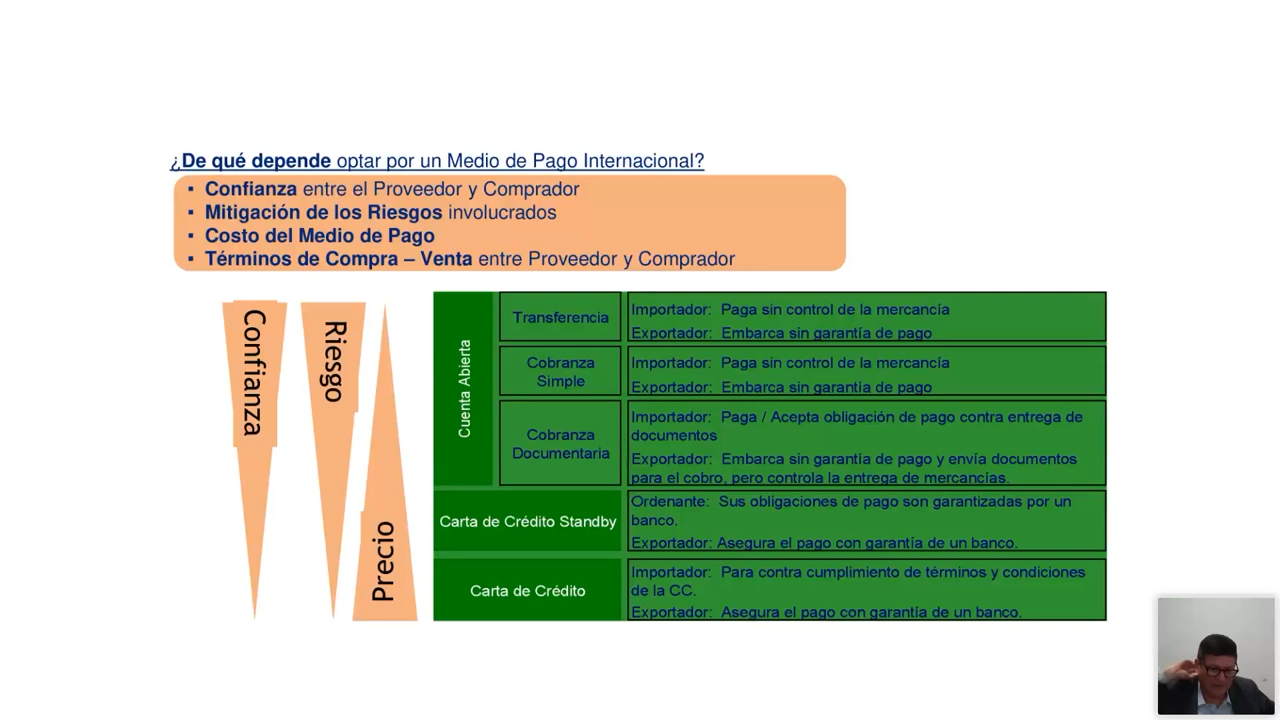 ¿De qué depende optar por un Medio de Pago Internacional?
▪ Confianza entre el Proveedor y Comprador
▪ Mitigación de los Riesgos involucrados
▪ Costo del Medio de Pago
▪ Términos de Compra – Venta entre Proveedor y Comprador
Confianza
Riesgo
Precio
Cuenta Abierta
Transferencia
Importador: Paga sin control de la mercancía
Exportador: Embarca sin garantía de pago
Cobranza
Simple
Importador: Paga sin control de la mercancía
Exportador: Embarca sin garantía de pago
Cobranza
Documentaria
Importador: Paga / Acepta obligación de pago contra entrega de
documentos
Exportador: Embarca sin garantía de pago y envía documentos
para el cobro, pero controla la entrega de mercancías.
Carta de Crédito Standby
Ordenante: Sus obligaciones de pago son garantizadas por un
banco.
Exportador: Asegura el pago con garantía de un banco.
Carta de Crédito
Importador: Para contra cumplimiento de términos y condiciones
de la CC.
Exportador: Asegura el pago con garantía de un banco.